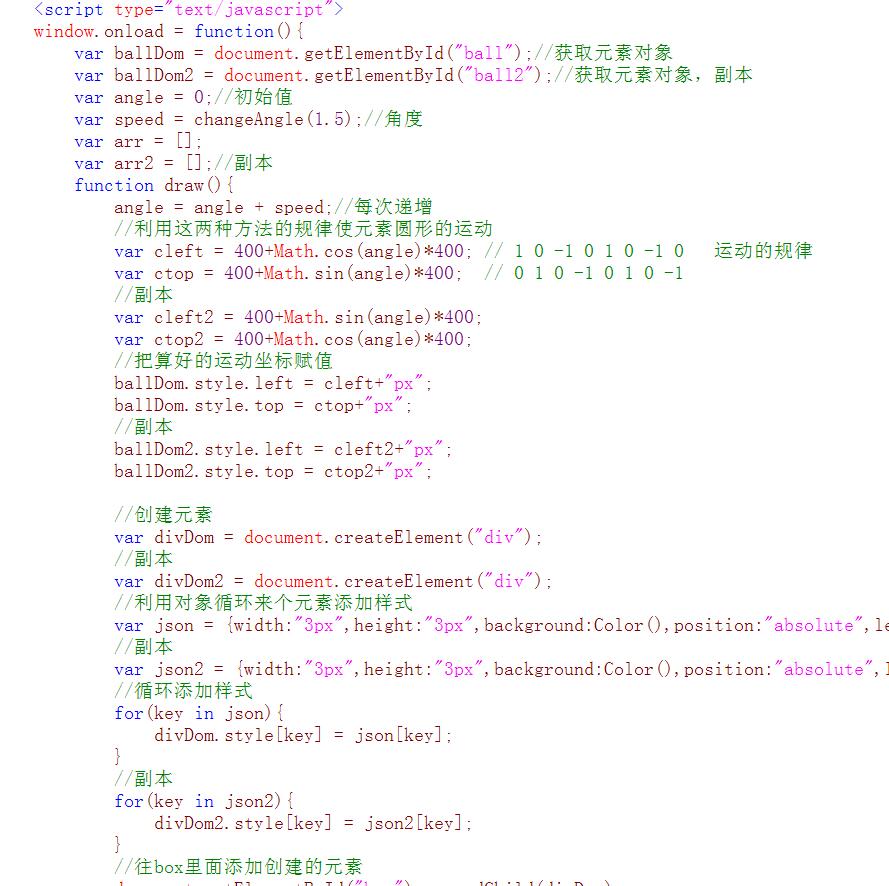 <script type="text/javascript">
window.onload = function(){
var ballDom = document.getElementById("ball");//获取元素对象
var ballDom2 = document.getElementById("ball2");//获取元素对象，副本
var angle = 0;//初始值
var speed = changeAngle(1.5);//角度
var arr = [];
var arr2 = [];//副本
function draw(){
angle = angle + speed;//每次递增
//利用这两种方法的规律使元素圆形的运动
var cleft = 400+Math.cos(angle)*400; // 1 0 -1 0 1 0 -1 0 运动的规律
var ctop = 400+Math.sin(angle)*400; // 0 1 0 -1 0 1 0 -1
//副本
var cleft2 = 400+Math.sin(angle)*400;
var ctop2 = 400+Math.cos(angle)*400;
//把算好的运动坐标赋值
ballDom.style.left = cleft+"px";
ballDom.style.top = ctop+"px";
//副本
ballDom2.style.left = cleft2+"px";
ballDom2.style.top = ctop2+"px";
//创建元素
var divDom = document.createElement("div");
//副本
var divDom2 = document.createElement("div");
//利用对象循环来个元素添加样式
var json = {width:"3px",height:"3px",background:Color(),position:"absolute",le
//副本
var json2 = {width:"3px",height:"3px",background:Color(),position:"absolute",
//循环添加样式
for(key in json){
divDom.style[key] = json[key];
}
//副本
for(key in json2){
divDom2.style[key] = json2[key];
}
//往box里面添加创建的元素